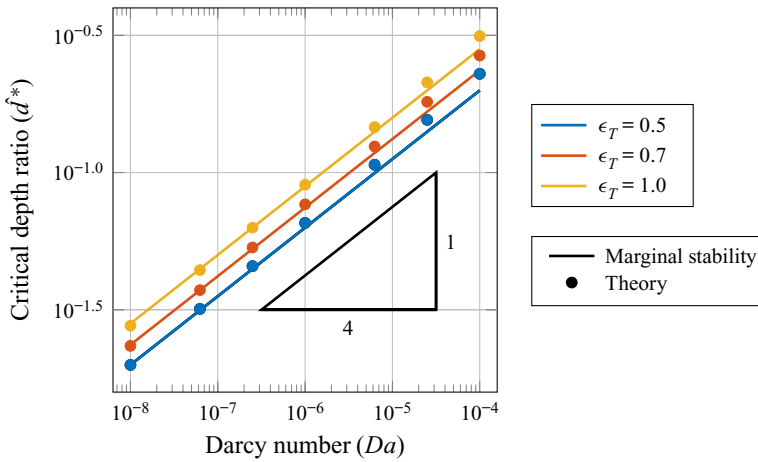 10⁻⁰·⁵
10⁻¹·⁰
10⁻¹·⁵
Critical depth ratio (d̂*)
10⁻⁸
10⁻⁷
10⁻⁶
10⁻⁵
10⁻⁴
Darcy number (Da)
1
4
ϵ_T = 0.5
ϵ_T = 0.7
ϵ_T = 1.0
Marginal stability
Theory